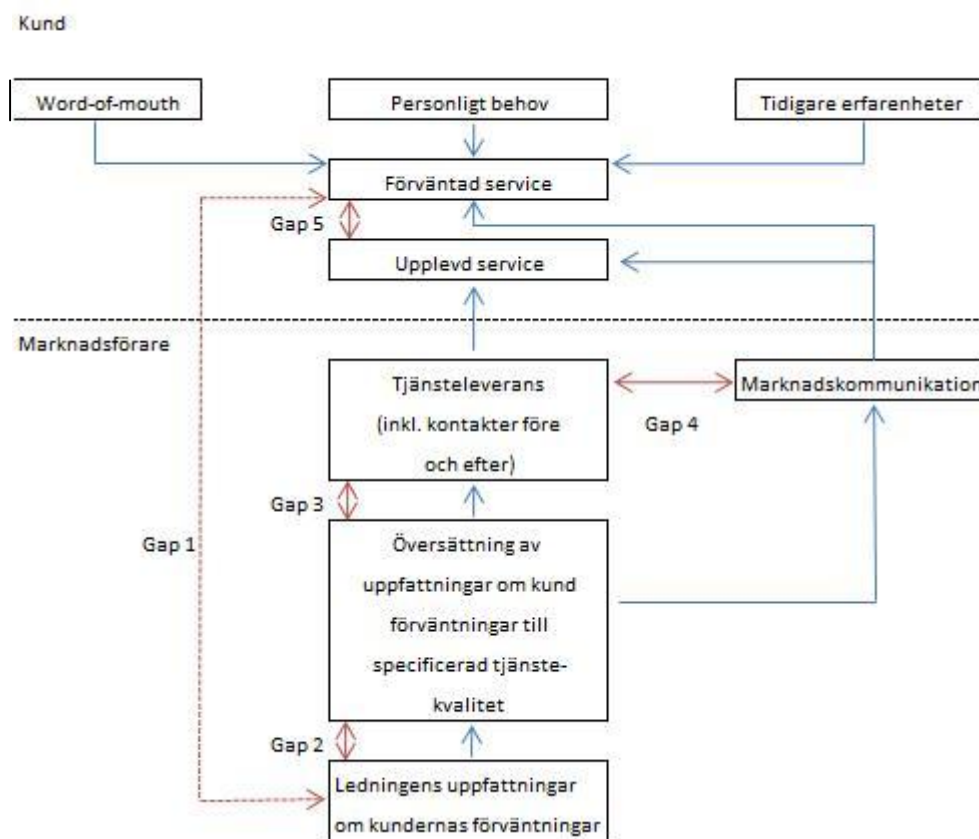 Kund
Word-of-mouth
Personligt behov
Tidigare erfarenheter
Förväntad service
Gap 5
Upplevd service
Marknadsförare
Tjänsteleverans
(inkl. kontakter före
och efter)
Marknadskommunikation
Gap 4
Gap 3
Gap 1
Översättning av
uppfattningar om kund
förväntningar till
specificerad tjänste-
kvalitet
Gap 2
Ledningens uppfattningar
om kundernas förväntningar